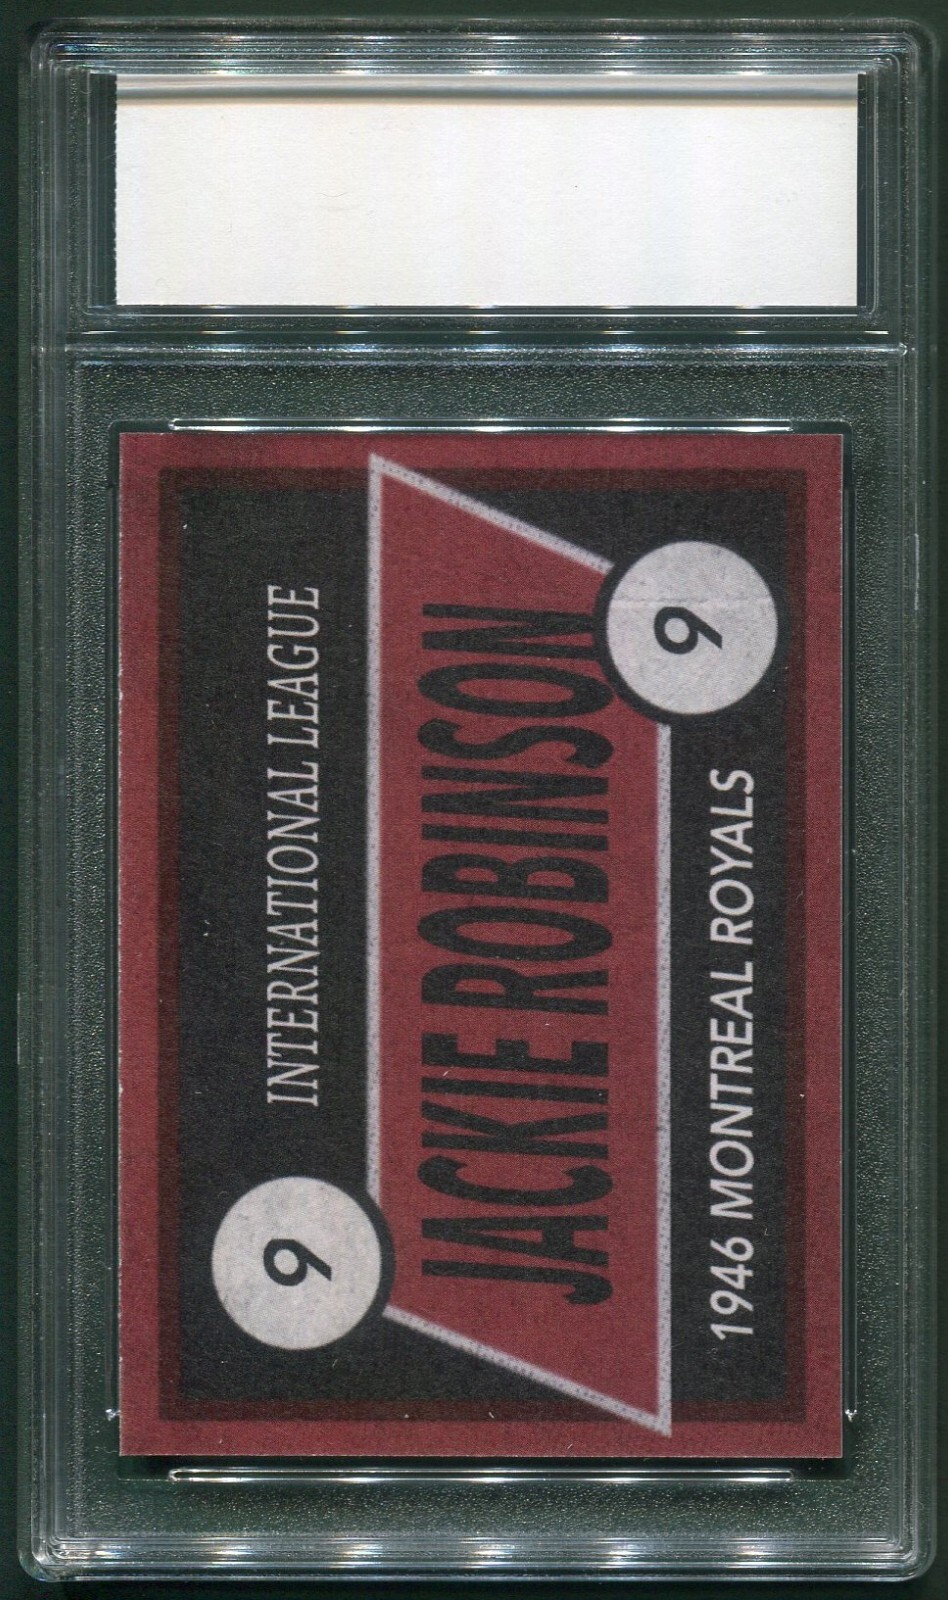 INTERNATIONAL LEAGUE
9
JACKIE ROBINSON
9
1946 MONTREAL ROYALS